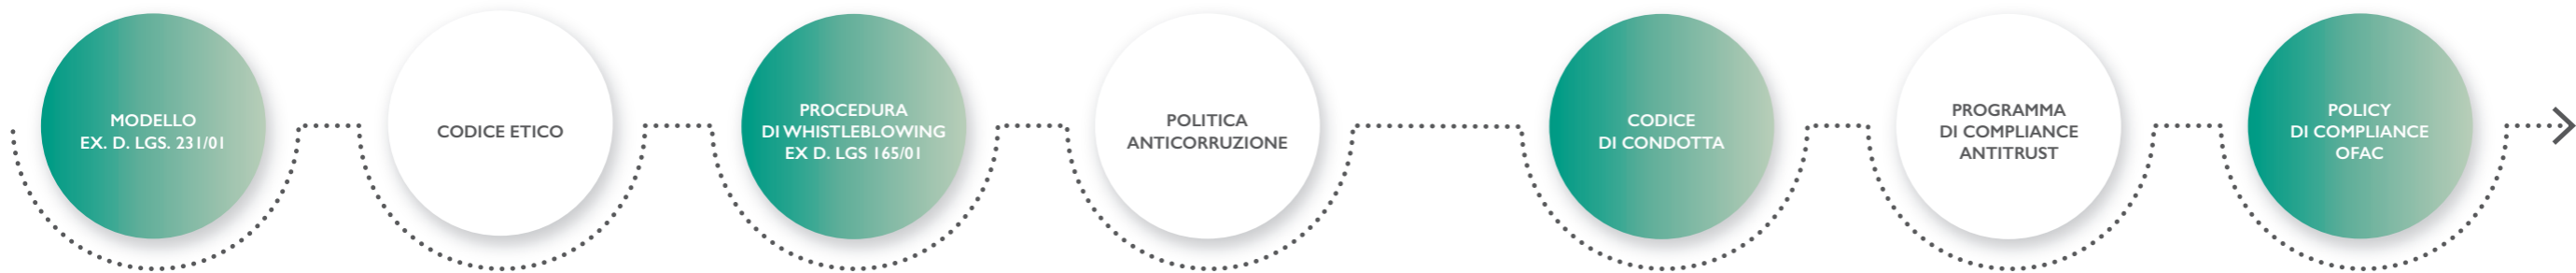 MODELLO
EX. D. LGS. 231/01
CODICE ETICO
PROCEDURA
DI WHISTLEBLOWING
EX D. LGS 165/01
POLITICA
ANTICORRUZIONE
CODICE
DI CONDOTTA
PROGRAMMA
DI COMPLIANCE
ANTITRUST
POLICY
DI COMPLIANCE
OFAC